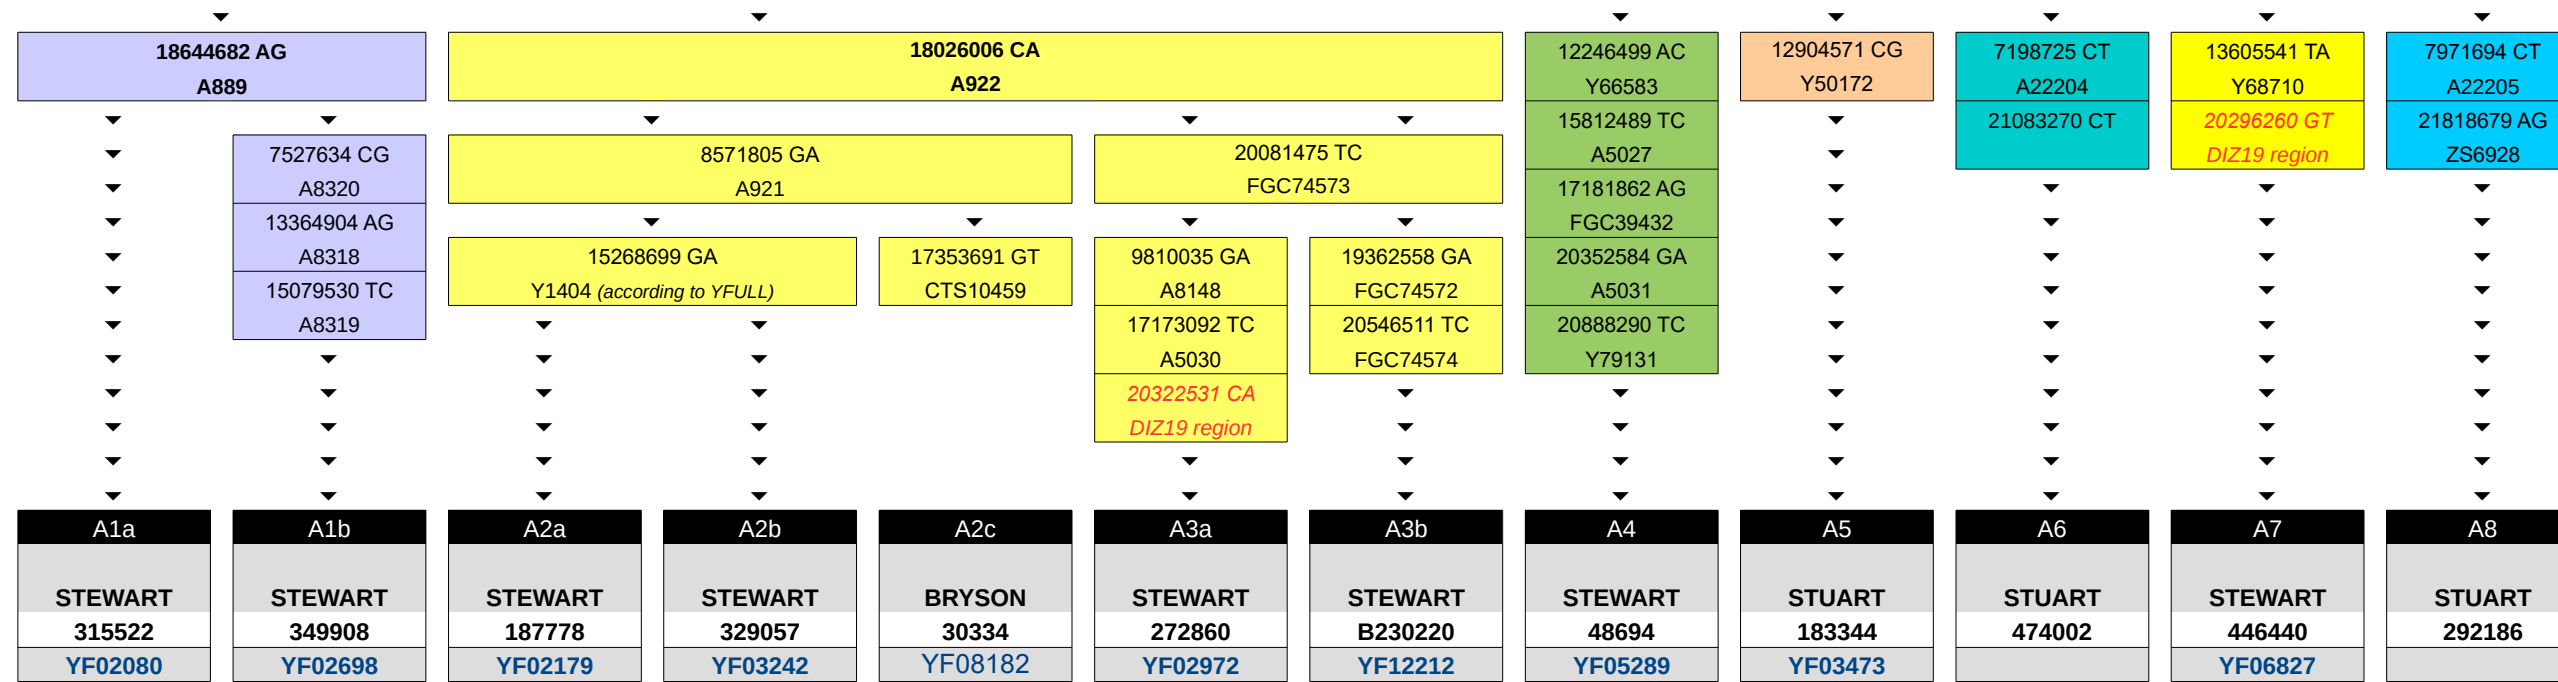 18644682 AG
A889
18026006 CA
A922
12246499 AC
Y66583
12904571 CG
Y50172
7198725 CT
A22204
13605541 TA
Y68710
7971694 CT
A22205
7527634 CG
A8320
8571805 GA
A921
20081475 TC
FGC74573
15812489 TC
A5027
21083270 CT
20296260 GT
DIZ19 region
21818679 AG
ZS6928
13364904 AG
A8318
17181862 AG
FGC39432
15079530 TC
A8319
15268699 GA
Y1404 (according to YFULL)
17353691 GT
CTS10459
9810035 GA
A8148
19362558 GA
FGC74572
20352584 GA
A5031
17173092 TC
A5030
20546511 TC
FGC74574
20888290 TC
Y79131
20322531 CA
DIZ19 region
A1a A1b A2a A2b A2c A3a A3b A4 A5 A6 A7 A8
STEWART STEWART STEWART STEWART BRYSON STEWART STEWART STEWART STUART STUART STEWART STUART
315522 349908 187778 329057 30334 272860 B230220 48694 183344 474002 446440 292186
YF02080 YF02698 YF02179 YF03242 YF08182 YF02972 YF12212 YF05289 YF03473 YF06827